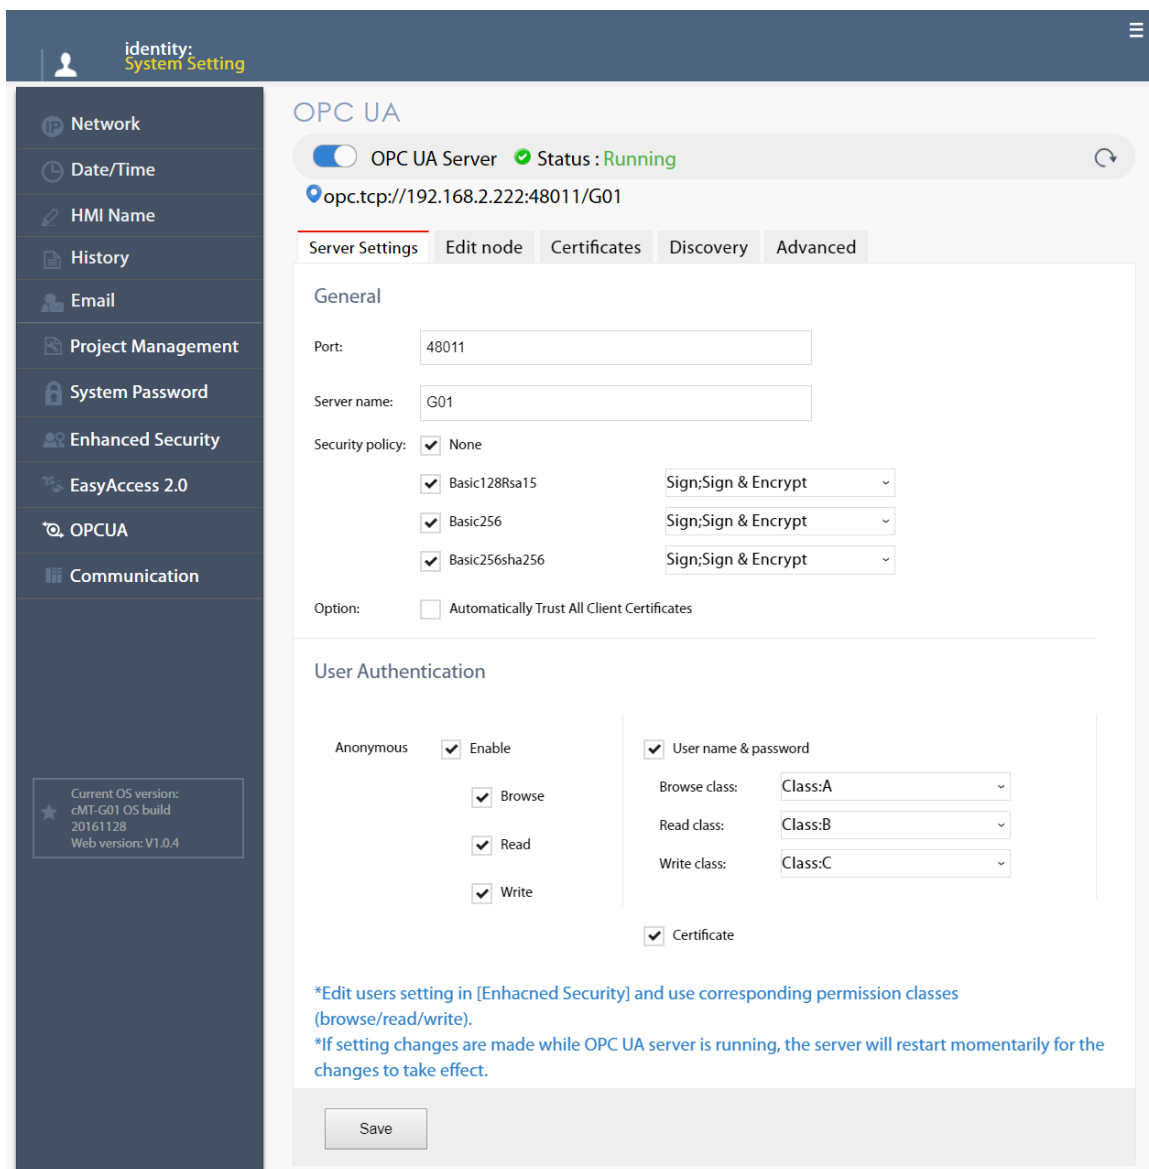 identity:
System Setting
Network
Date/Time
HMI Name
History
Email
Project Management
System Password
Enhanced Security
EasyAccess 2.0
OPCUA
Communication
Current OS version:
cMT-G01 OS build
20161128
Web version: V1.0.4
OPC UA
OPC UA Server Status : Running
opc.tcp://192.168.2.222:48011/G01
Server Settings Edit node Certificates Discovery Advanced
General
Port: 48011
Server name: G01
Security policy: None
Basic128Rsa15 Sign;Sign & Encrypt
Basic256 Sign;Sign & Encrypt
Basic256sha256 Sign;Sign & Encrypt
Option: Automatically Trust All Client Certificates
User Authentication
Anonymous Enable
Browse
Read
Write
User name & password
Browse class: Class:A
Read class: Class:B
Write class: Class:C
Certificate
*Edit users setting in [Enhacned Security] and use corresponding permission classes
(browse/read/write).
*If setting changes are made while OPC UA server is running, the server will restart momentarily for the
changes to take effect.
Save